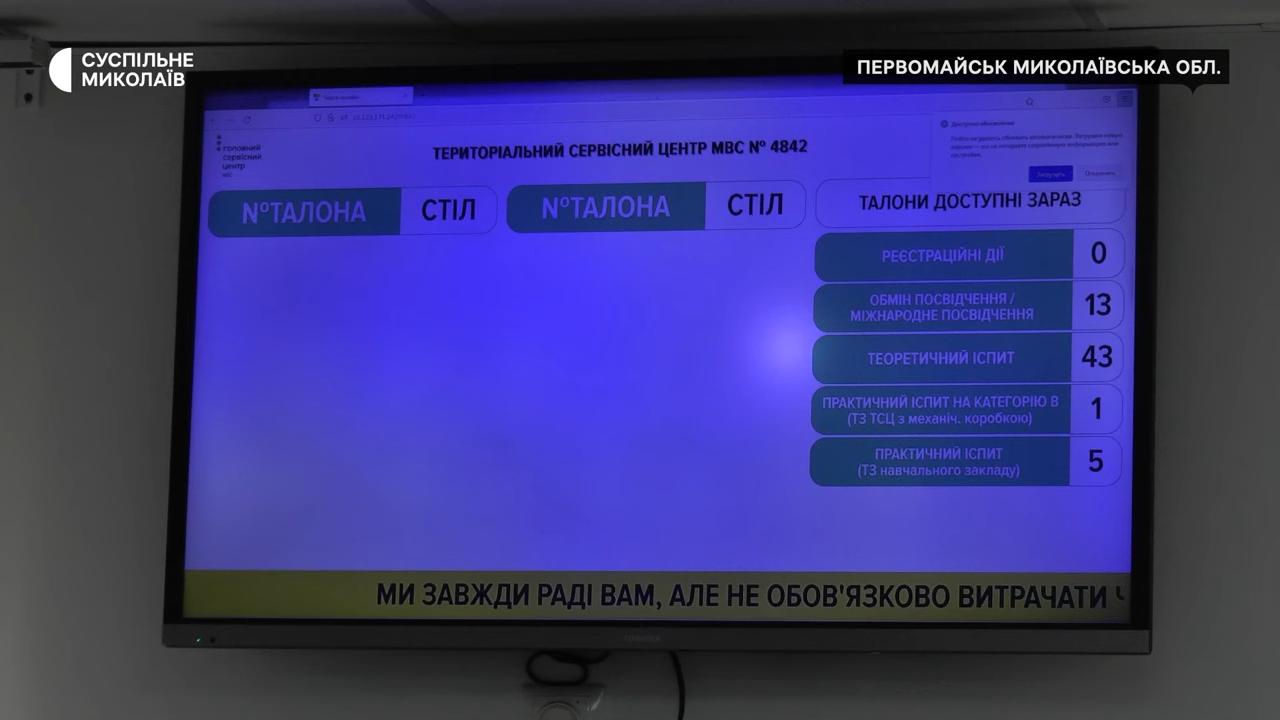 СУСПІЛЬНЕ
МИКОЛАЇВ
ПЕРВОМАЙСЬК МИКОЛАЇВСЬКА ОБЛ.
головний
сервісний
центр
мвс
ТЕРИТОРІАЛЬНИЙ СЕРВІСНИЙ ЦЕНТР МВС № 4842
№ТАЛОНА СТІЛ №ТАЛОНА СТІЛ
ТАЛОНИ ДОСТУПНІ ЗАРАЗ
РЕЄСТРАЦІЙНІ ДІЇ 0
ОБМІН ПОСВІДЧЕННЯ /
МІЖНАРОДНЕ ПОСВІДЧЕННЯ 13
ТЕОРЕТИЧНИЙ ІСПИТ 43
ПРАКТИЧНИЙ ІСПИТ НА КАТЕГОРІЮ В
(ТЗ ТСЦ з механіч. коробкою) 1
ПРАКТИЧНИЙ ІСПИТ
(ТЗ навчального закладу) 5
МИ ЗАВЖДИ РАДІ ВАМ, АЛЕ НЕ ОБОВ'ЯЗКОВО ВИТРАЧАТИ
TOSHIBA